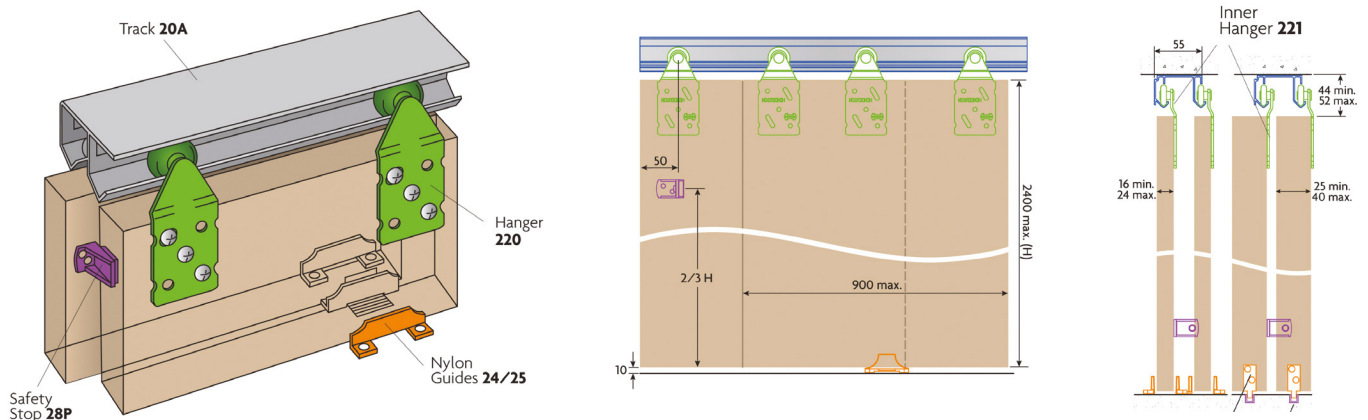 Track 20A
Hanger
220
Nylon
Guides 24/25
Safety
Stop 28P
50
2/3 H
900 max.
2400 max. (H)
10
Inner
Hanger 221
55
44 min.
52 max.
16 min.
24 max.
25 min.
40 max.